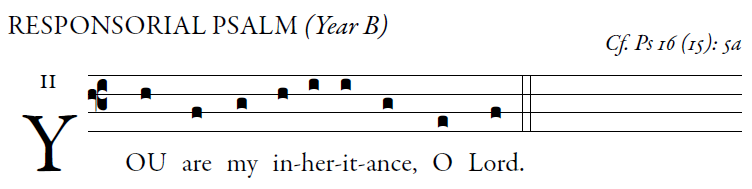 RESPONSORIAL PSALM (Year B)
Cf. Ps 16 (15): 5a
II
YOU are my in-her-it-ance, O Lord.